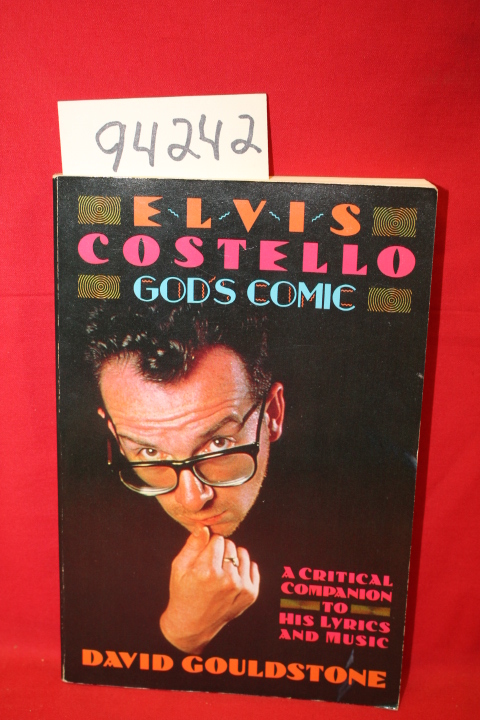 94242
ELVIS
COSTELLO
GOD'S COMIC
A CRITICAL
COMPANION
TO
HIS LYRICS
AND MUSIC
DAVID GOULDSTONE